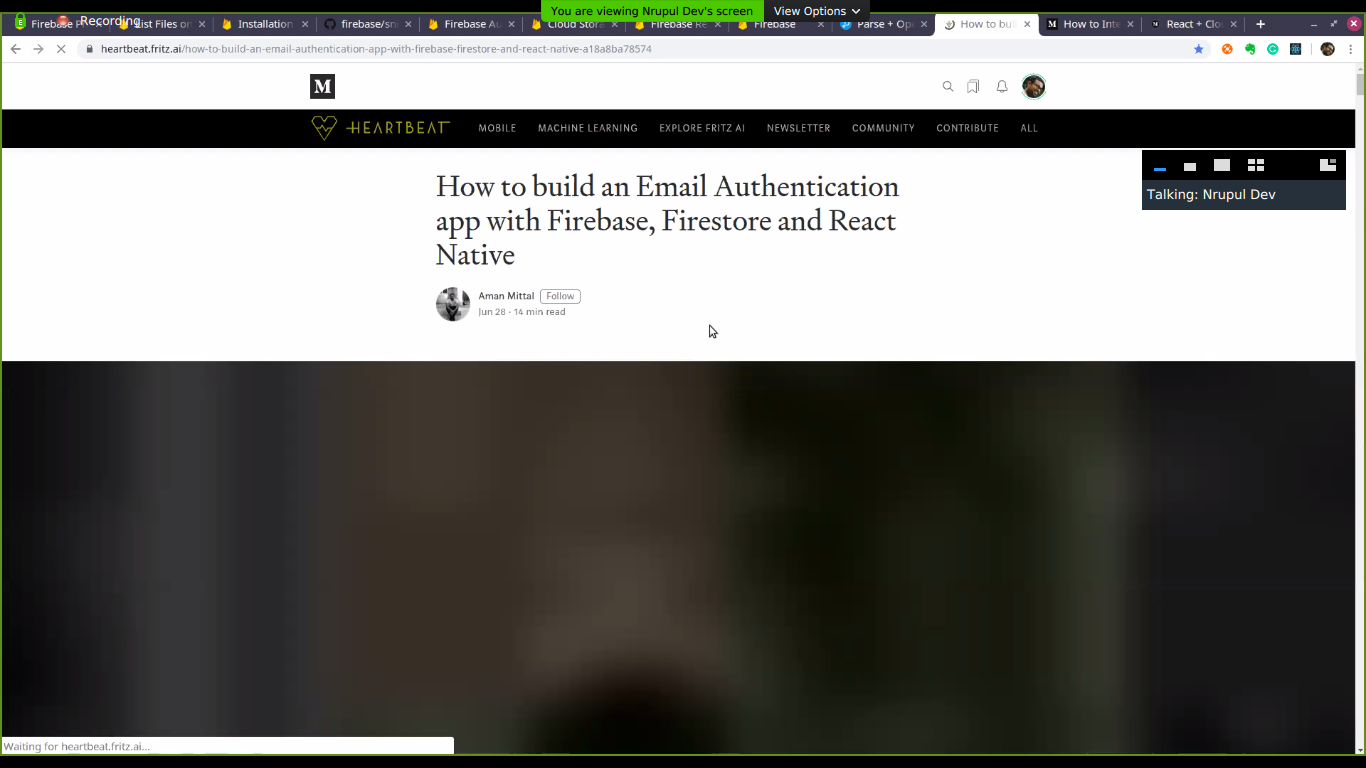 You are viewing Nrupul Dev's screen View Options
Recording
Firebase List Files on Installation firebase/sn Firebase Au Cloud Stor Firebase Re Firebase Parse + Op How to bui How to Inte React + Clo
heartbeat.fritz.ai/how-to-build-an-email-authentication-app-with-firebase-firestore-and-react-native-a18a8ba78574
M
HEARTBEAT MOBILE MACHINE LEARNING EXPLORE FRITZ AI NEWSLETTER COMMUNITY CONTRIBUTE ALL
Talking: Nrupul Dev
How to build an Email Authentication
app with Firebase, Firestore and React
Native
Aman Mittal Follow
Jun 28 · 14 min read
Waiting for heartbeat.fritz.ai...